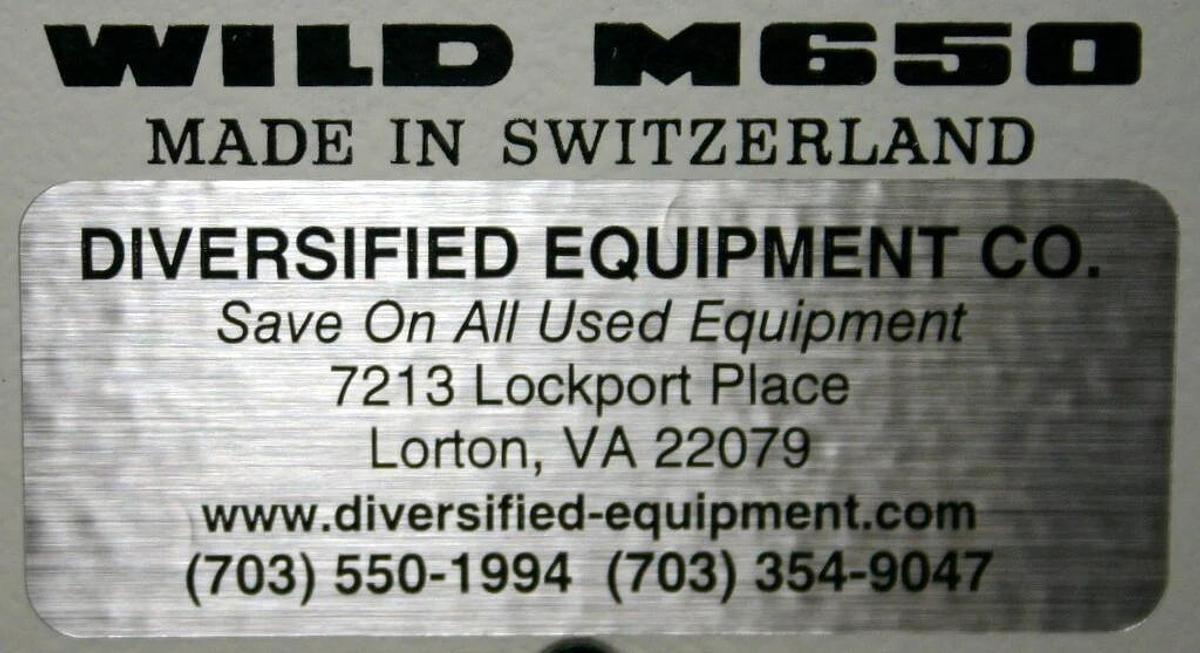 WILD M650
MADE IN SWITZERLAND
DIVERSIFIED EQUIPMENT CO.
Save On All Used Equipment
7213 Lockport Place
Lorton, VA 22079
www.diversified-equipment.com
(703) 550-1994 (703) 354-9047